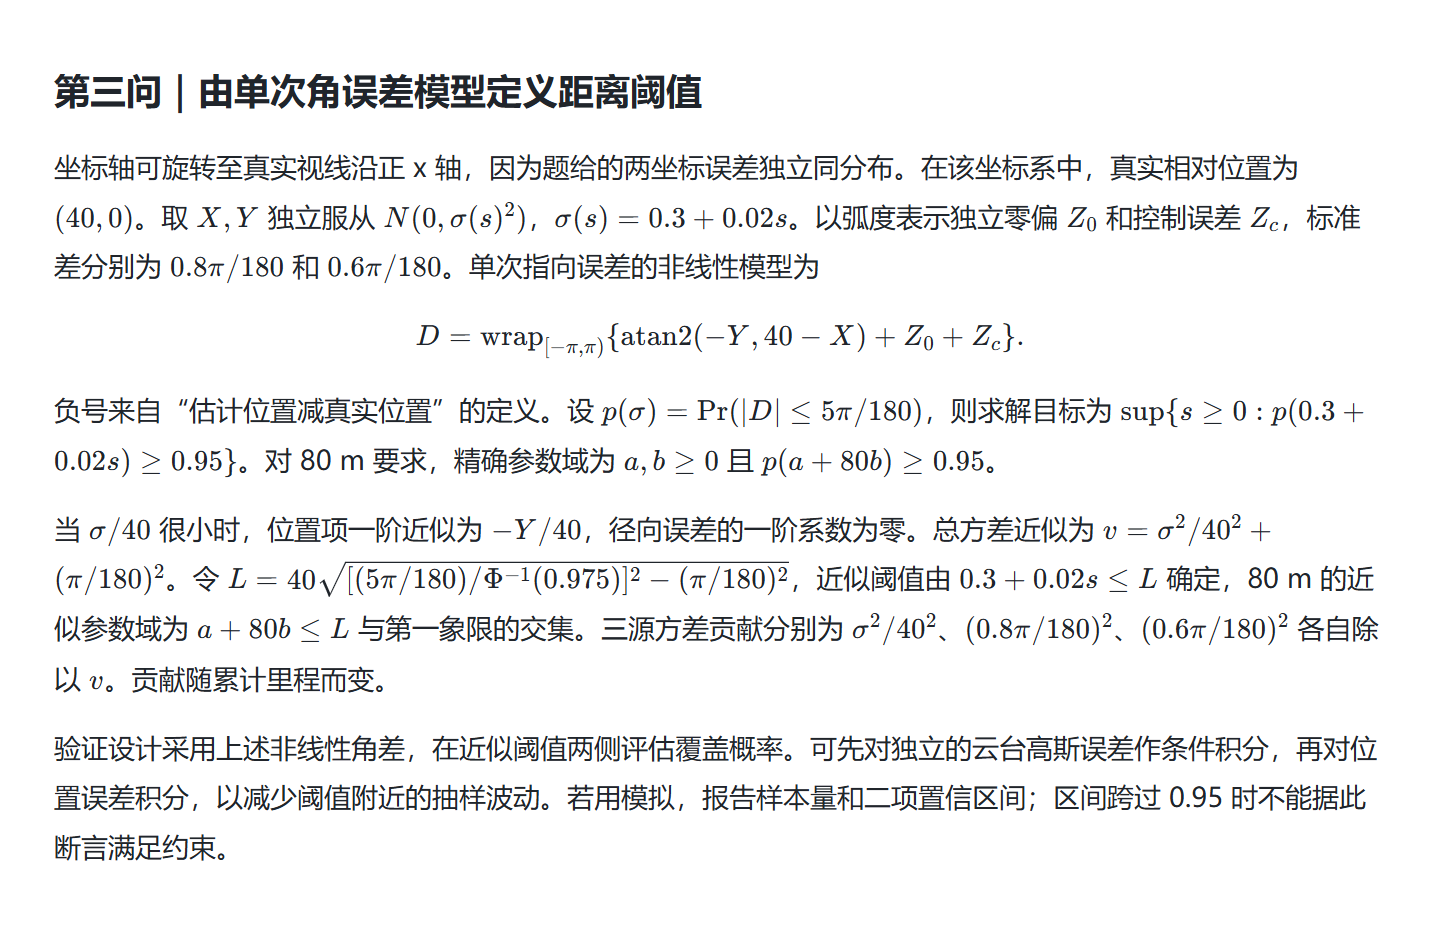 第三问｜由单次角误差模型定义距离阈值
坐标轴可旋转至真实视线沿正 x 轴，因为题给的两坐标误差独立同分布。在该坐标系中，真实相对位置为
(40, 0)。取 X, Y 独立服从 N(0, σ(s)²)，σ(s) = 0.3 + 0.02s。以弧度表示独立零偏 Z₀ 和控制误差 Z_c，标准
差分别为 0.8π/180 和 0.6π/180。单次指向误差的非线性模型为
D = wrap_[−π,π){atan2(−Y, 40 − X) + Z₀ + Z_c}.
负号来自“估计位置减真实位置”的定义。设 p(σ) = Pr(|D| ≤ 5π/180)，则求解目标为 sup{s ≥ 0 : p(0.3 +
0.02s) ≥ 0.95}。对 80 m 要求，精确参数域为 a, b ≥ 0 且 p(a + 80b) ≥ 0.95。
当 σ/40 很小时，位置项一阶近似为 −Y/40，径向误差的一阶系数为零。总方差近似为 v = σ²/40² +
(π/180)²。令 L = 40√([(5π/180)/Φ⁻¹(0.975)]² − (π/180)²)，近似阈值由 0.3 + 0.02s ≤ L 确定，80 m 的近
似参数域为 a + 80b ≤ L 与第一象限的交集。三源方差贡献分别为 σ²/40²、(0.8π/180)²、(0.6π/180)² 各自除
以 v。贡献随累计里程而变。
验证设计采用上述非线性角差，在近似阈值两侧评估覆盖概率。可先对独立的云台高斯误差作条件积分，再对位
置误差积分，以减少阈值附近的抽样波动。若用模拟，报告样本量和二项置信区间；区间跨过 0.95 时不能据此
断言满足约束。